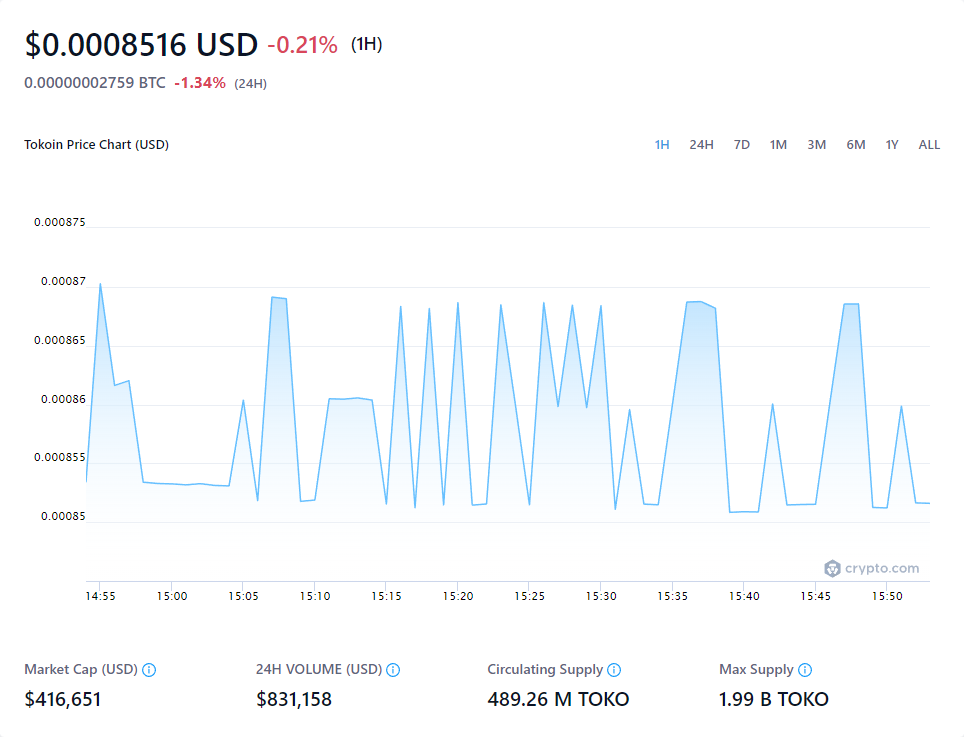 $0.0008516 USD -0.21% (1H)
0.00000002759 BTC -1.34% (24H)
Tokoin Price Chart (USD) 1H 24H 7D 1M 3M 6M 1Y ALL
0.000875
0.00087
0.000865
0.00086
0.000855
0.00085
crypto.com
14:55 15:00 15:05 15:10 15:15 15:20 15:25 15:30 15:35 15:40 15:45 15:50
Market Cap (USD) 24H VOLUME (USD) Circulating Supply Max Supply
$416,651 $831,158 489.26 M TOKO 1.99 B TOKO